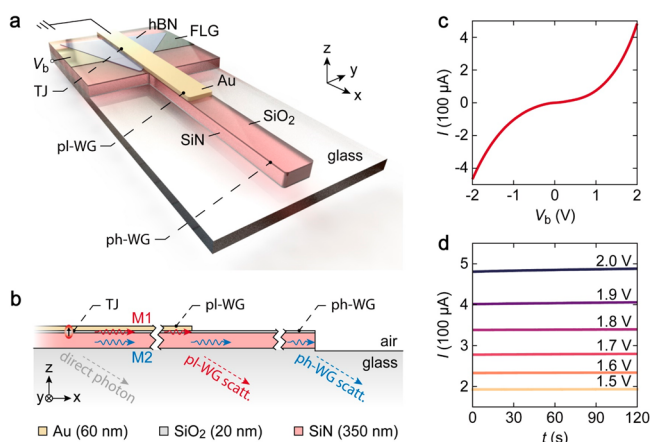 a
hBN
FLG
Vb
TJ
Au
pl-WG
SiO2
SiN
glass
ph-WG
z
y
x
b
TJ
pl-WG
ph-WG
M1
M2
air
glass
direct photon
pl-WG scatt.
ph-WG scatt.
z
y
x
Au (60 nm)
SiO2 (20 nm)
SiN (350 nm)
c
I (100 µA)
4
2
0
-2
-4
-2
-1
0
1
2
Vb (V)
d
I (100 µA)
5
4
3
2
2.0 V
1.9 V
1.8 V
1.7 V
1.6 V
1.5 V
0
30
60
90
120
t (s)